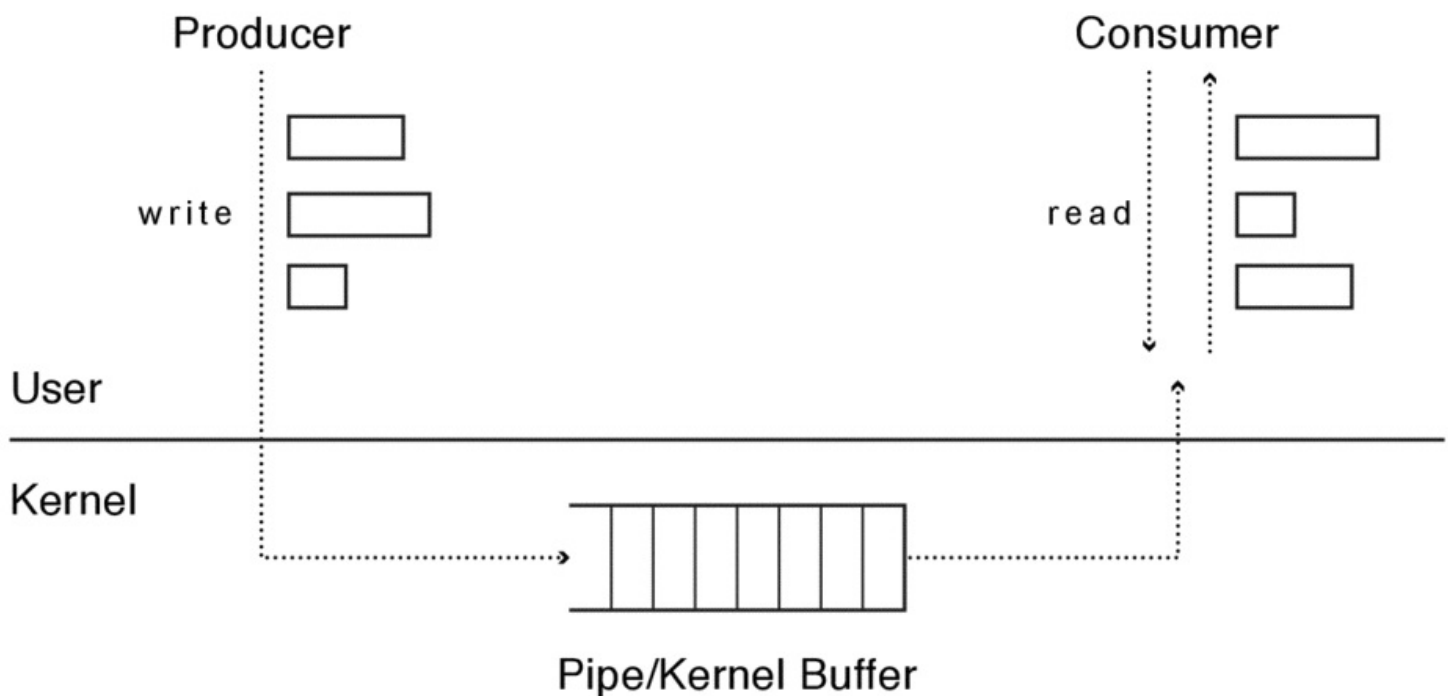 Producer
Consumer
write
read
User
Kernel
Pipe/Kernel Buffer